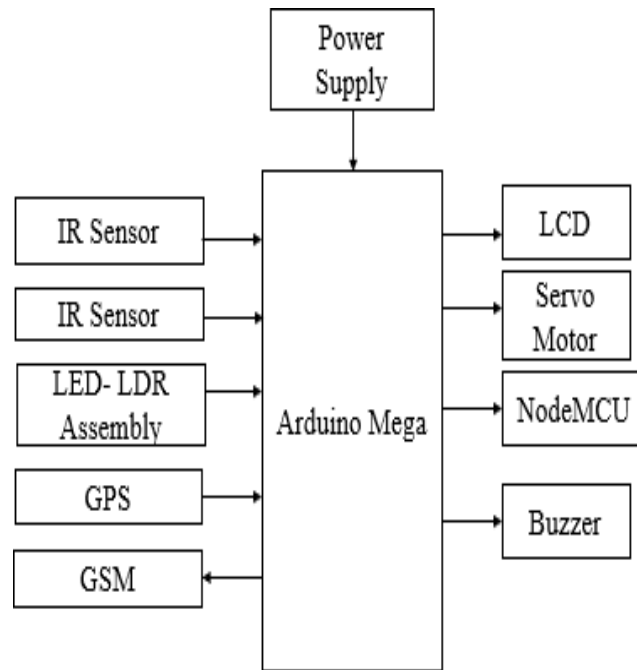 Power
Supply
IR Sensor
IR Sensor
LED- LDR
Assembly
GPS
GSM
Arduino Mega
LCD
Servo
Motor
NodeMCU
Buzzer